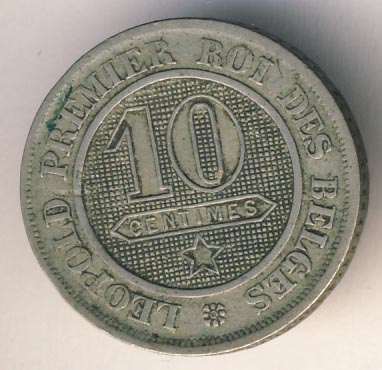 LEOPOLD PREMIER ROI DES BELGES
10
CENTIMES